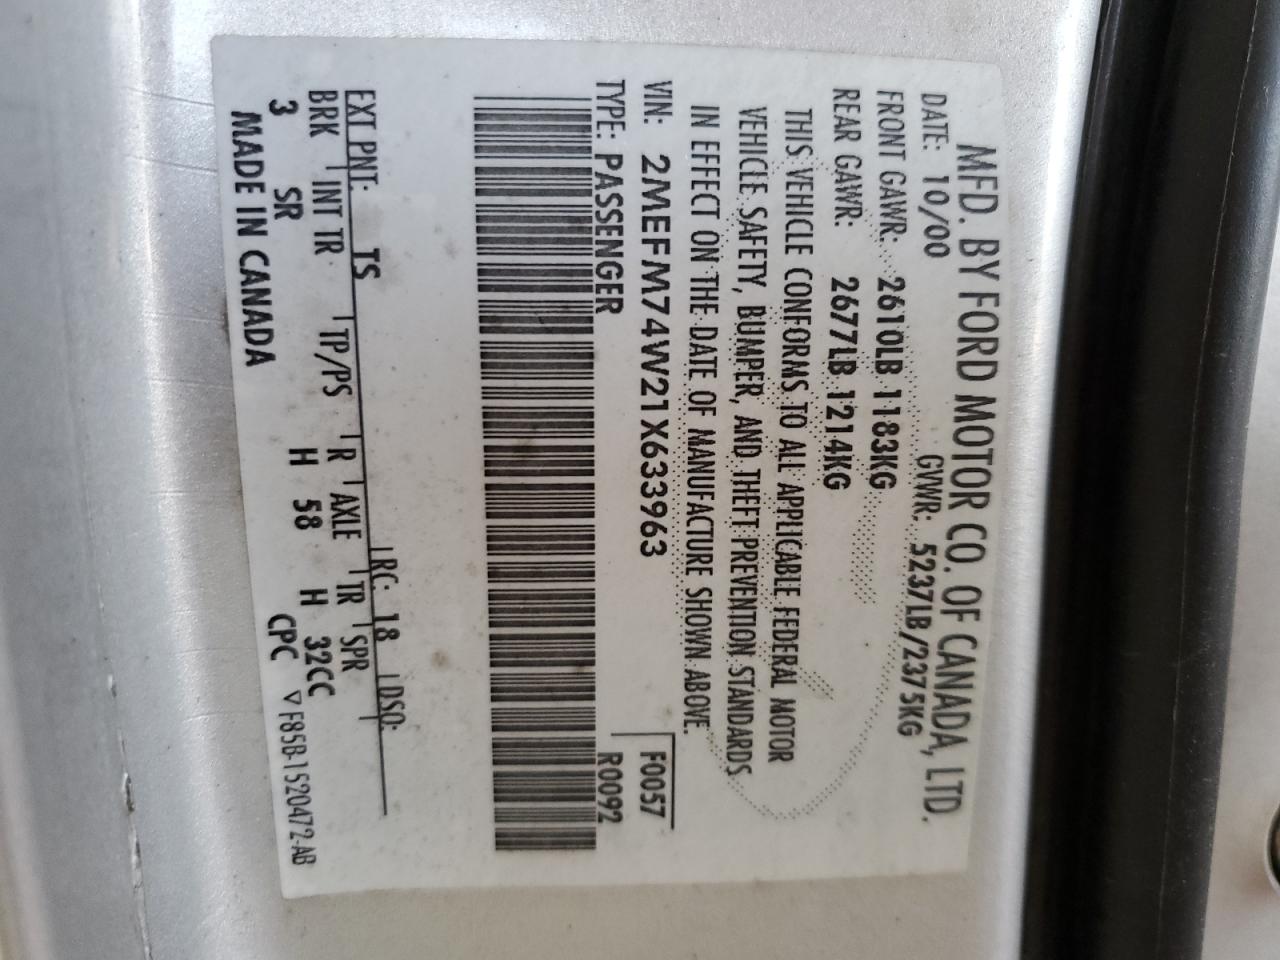 MFD. BY FORD MOTOR CO. OF CANADA, LTD.
DATE: 10/00 GVWR: 5237LB/2375KG
FRONT GAWR: 2610LB 1183KG
REAR GAWR: 2677LB 1214KG
THIS VEHICLE CONFORMS TO ALL APPLICABLE FEDERAL MOTOR
VEHICLE SAFETY, BUMPER, AND THEFT PREVENTION STANDARDS
IN EFFECT ON THE DATE OF MANUFACTURE SHOWN ABOVE.
VIN: 2MEFM74W21X633963 F0057
TYPE: PASSENGER R0092
EXT PNT: TS RC: 18 DSO:
BRK INT TR TP/PS R AXLE TR SPR
3 SR H 58 H 32CC
MADE IN CANADA CPC ▽ F85B-1520472-AB